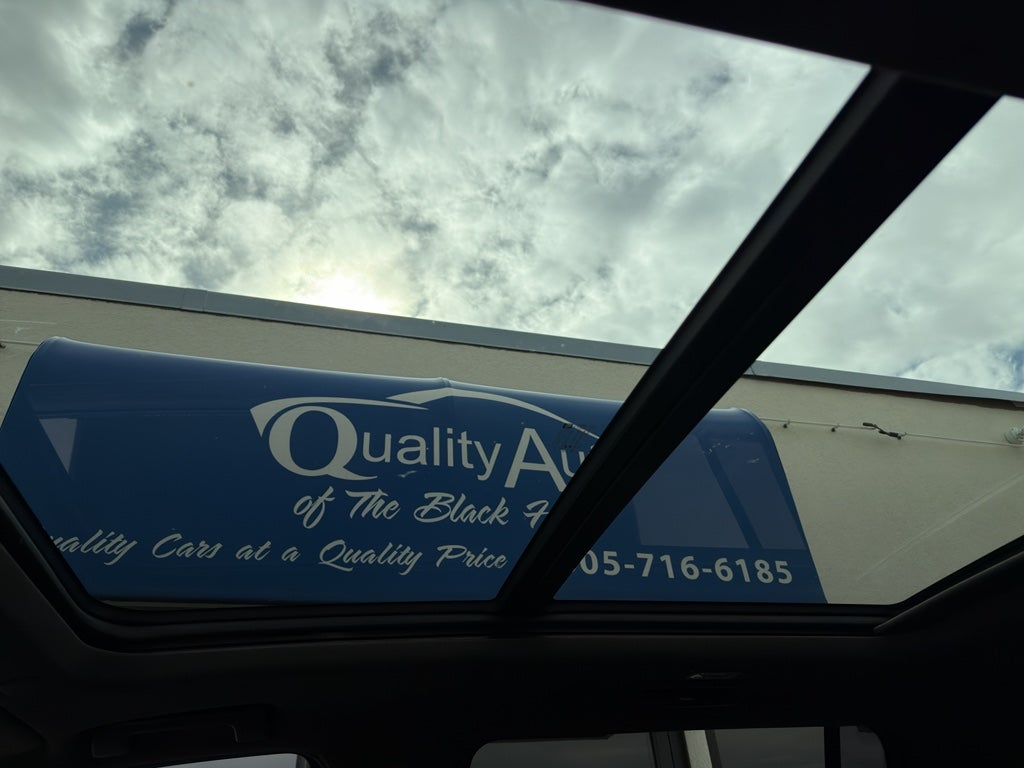 Quality Au
of The Black H
uality Cars at a Quality Price
05-716-6185